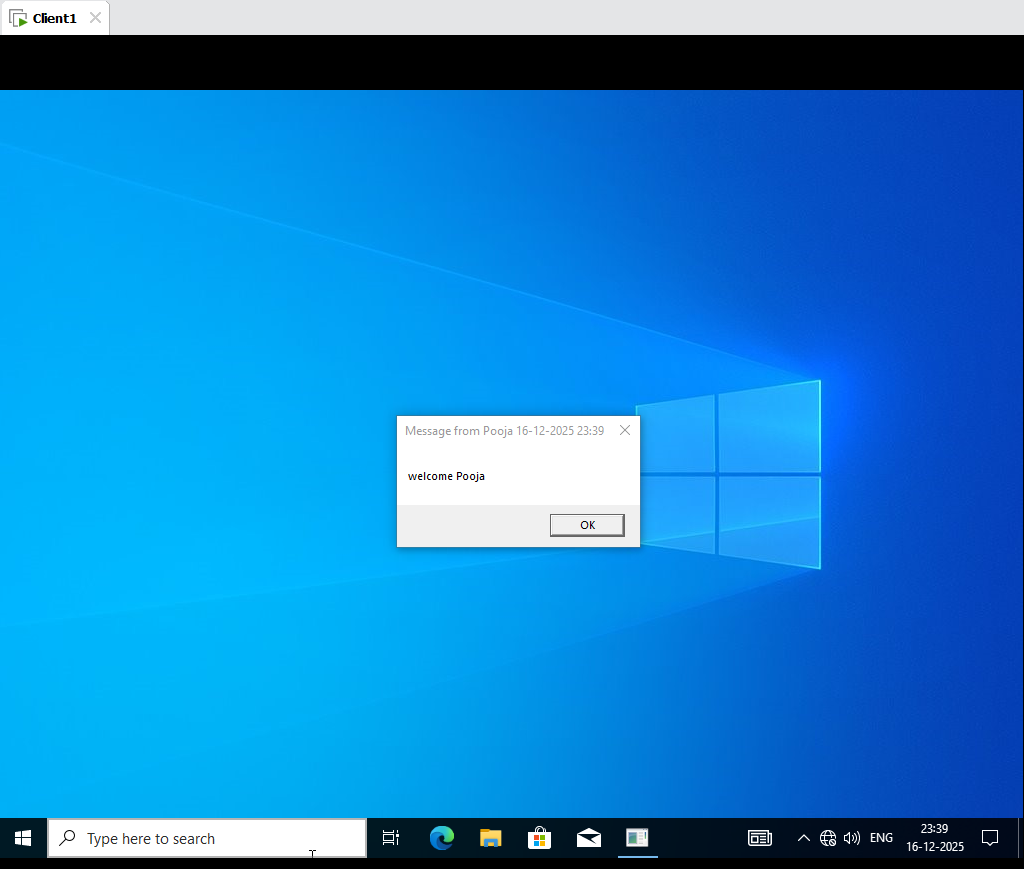 Client1
Message from Pooja 16-12-2025 23:39
welcome Pooja
OK
Type here to search
ENG
23:39
16-12-2025